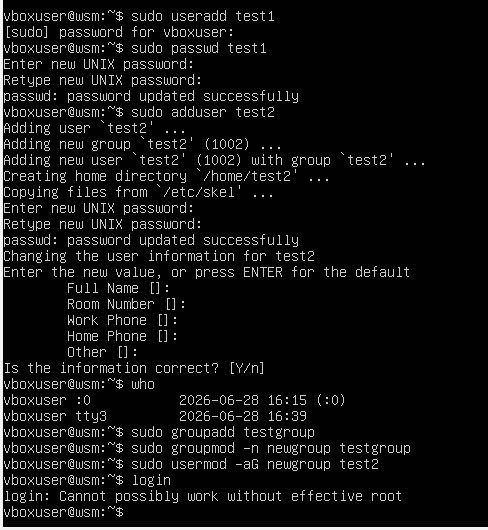 vboxuser@wsm:~$ sudo useradd test1
[sudo] password for vboxuser:
vboxuser@wsm:~$ sudo passwd test1
Enter new UNIX password:
Retype new UNIX password:
passwd: password updated successfully
vboxuser@wsm:~$ sudo adduser test2
Adding user `test2' ...
Adding new group `test2' (1002) ...
Adding new user `test2' (1002) with group `test2' ...
Creating home directory `/home/test2' ...
Copying files from `/etc/skel' ...
Enter new UNIX password:
Retype new UNIX password:
passwd: password updated successfully
Changing the user information for test2
Enter the new value, or press ENTER for the default
        Full Name []:
        Room Number []:
        Work Phone []:
        Home Phone []:
        Other []:
Is the information correct? [Y/n]
vboxuser@wsm:~$ who
vboxuser :0           2026-06-28 16:15 (:0)
vboxuser tty3         2026-06-28 16:39
vboxuser@wsm:~$ sudo groupadd testgroup
vboxuser@wsm:~$ sudo groupmod -n newgroup testgroup
vboxuser@wsm:~$ sudo usermod -aG newgroup test2
vboxuser@wsm:~$ login
login: Cannot possibly work without effective root
vboxuser@wsm:~$